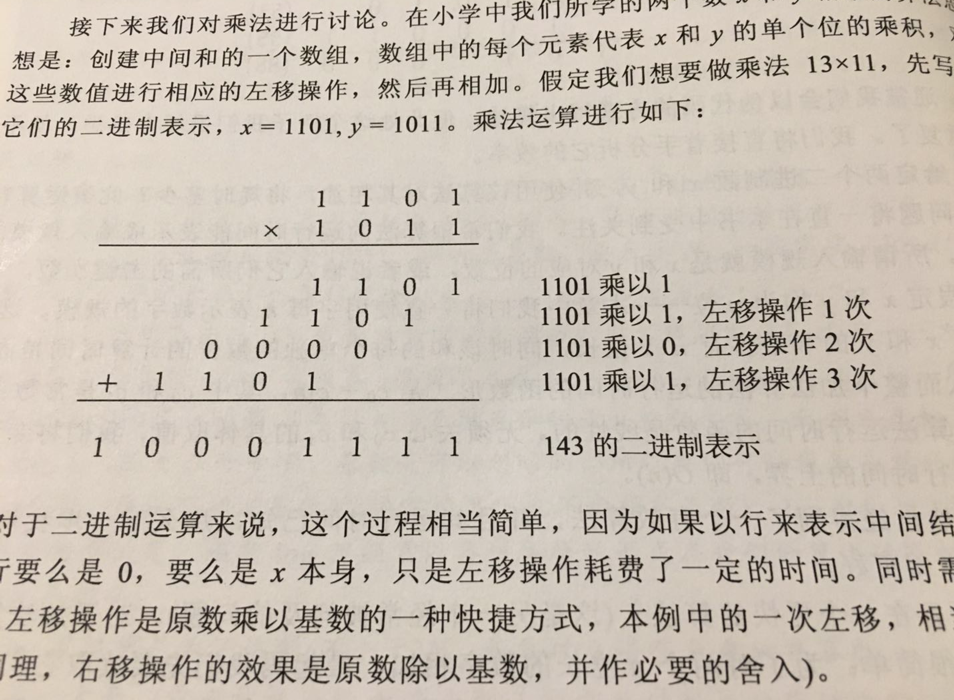 接下来我们对乘法进行讨论。在小学中我们所学的两个数
想是：创建中间和的一个数组，数组中的每个元素代表 x 和 y 的单个位的乘积，
这些数值进行相应的左移操作，然后再相加。假定我们想要做乘法 13×11，先写
它们的二进制表示，x = 1101, y = 1011。乘法运算进行如下：
1 1 0 1
× 1 0 1 1
1 1 0 1 1101 乘以 1
1 1 0 1 1101 乘以 1，左移操作 1 次
0 0 0 0 1101 乘以 0，左移操作 2 次
+ 1 1 0 1 1101 乘以 1，左移操作 3 次
1 0 0 0 1 1 1 1 143 的二进制表示
对于二进制运算来说，这个过程相当简单，因为如果以行来表示中间结
行要么是 0，要么是 x 本身，只是左移操作耗费了一定的时间。同时需
左移操作是原数乘以基数的一种快捷方式，本例中的一次左移，相
同理，右移操作的效果是原数除以基数，并作必要的舍入)。